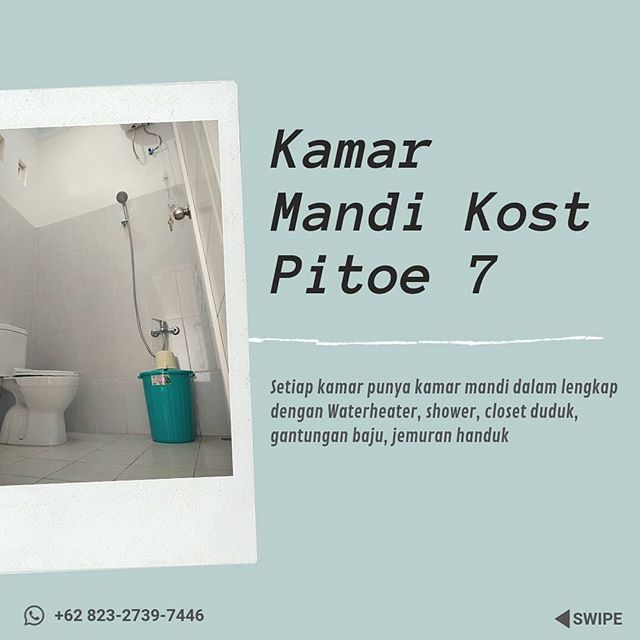 Kamar
Mandi Kost
Pitoe 7
Setiap kamar punya kamar mandi dalam lengkap
dengan Waterheater, shower, closet duduk,
gantungan baju, jemuran handuk
+62 823-2739-7446
SWIPE